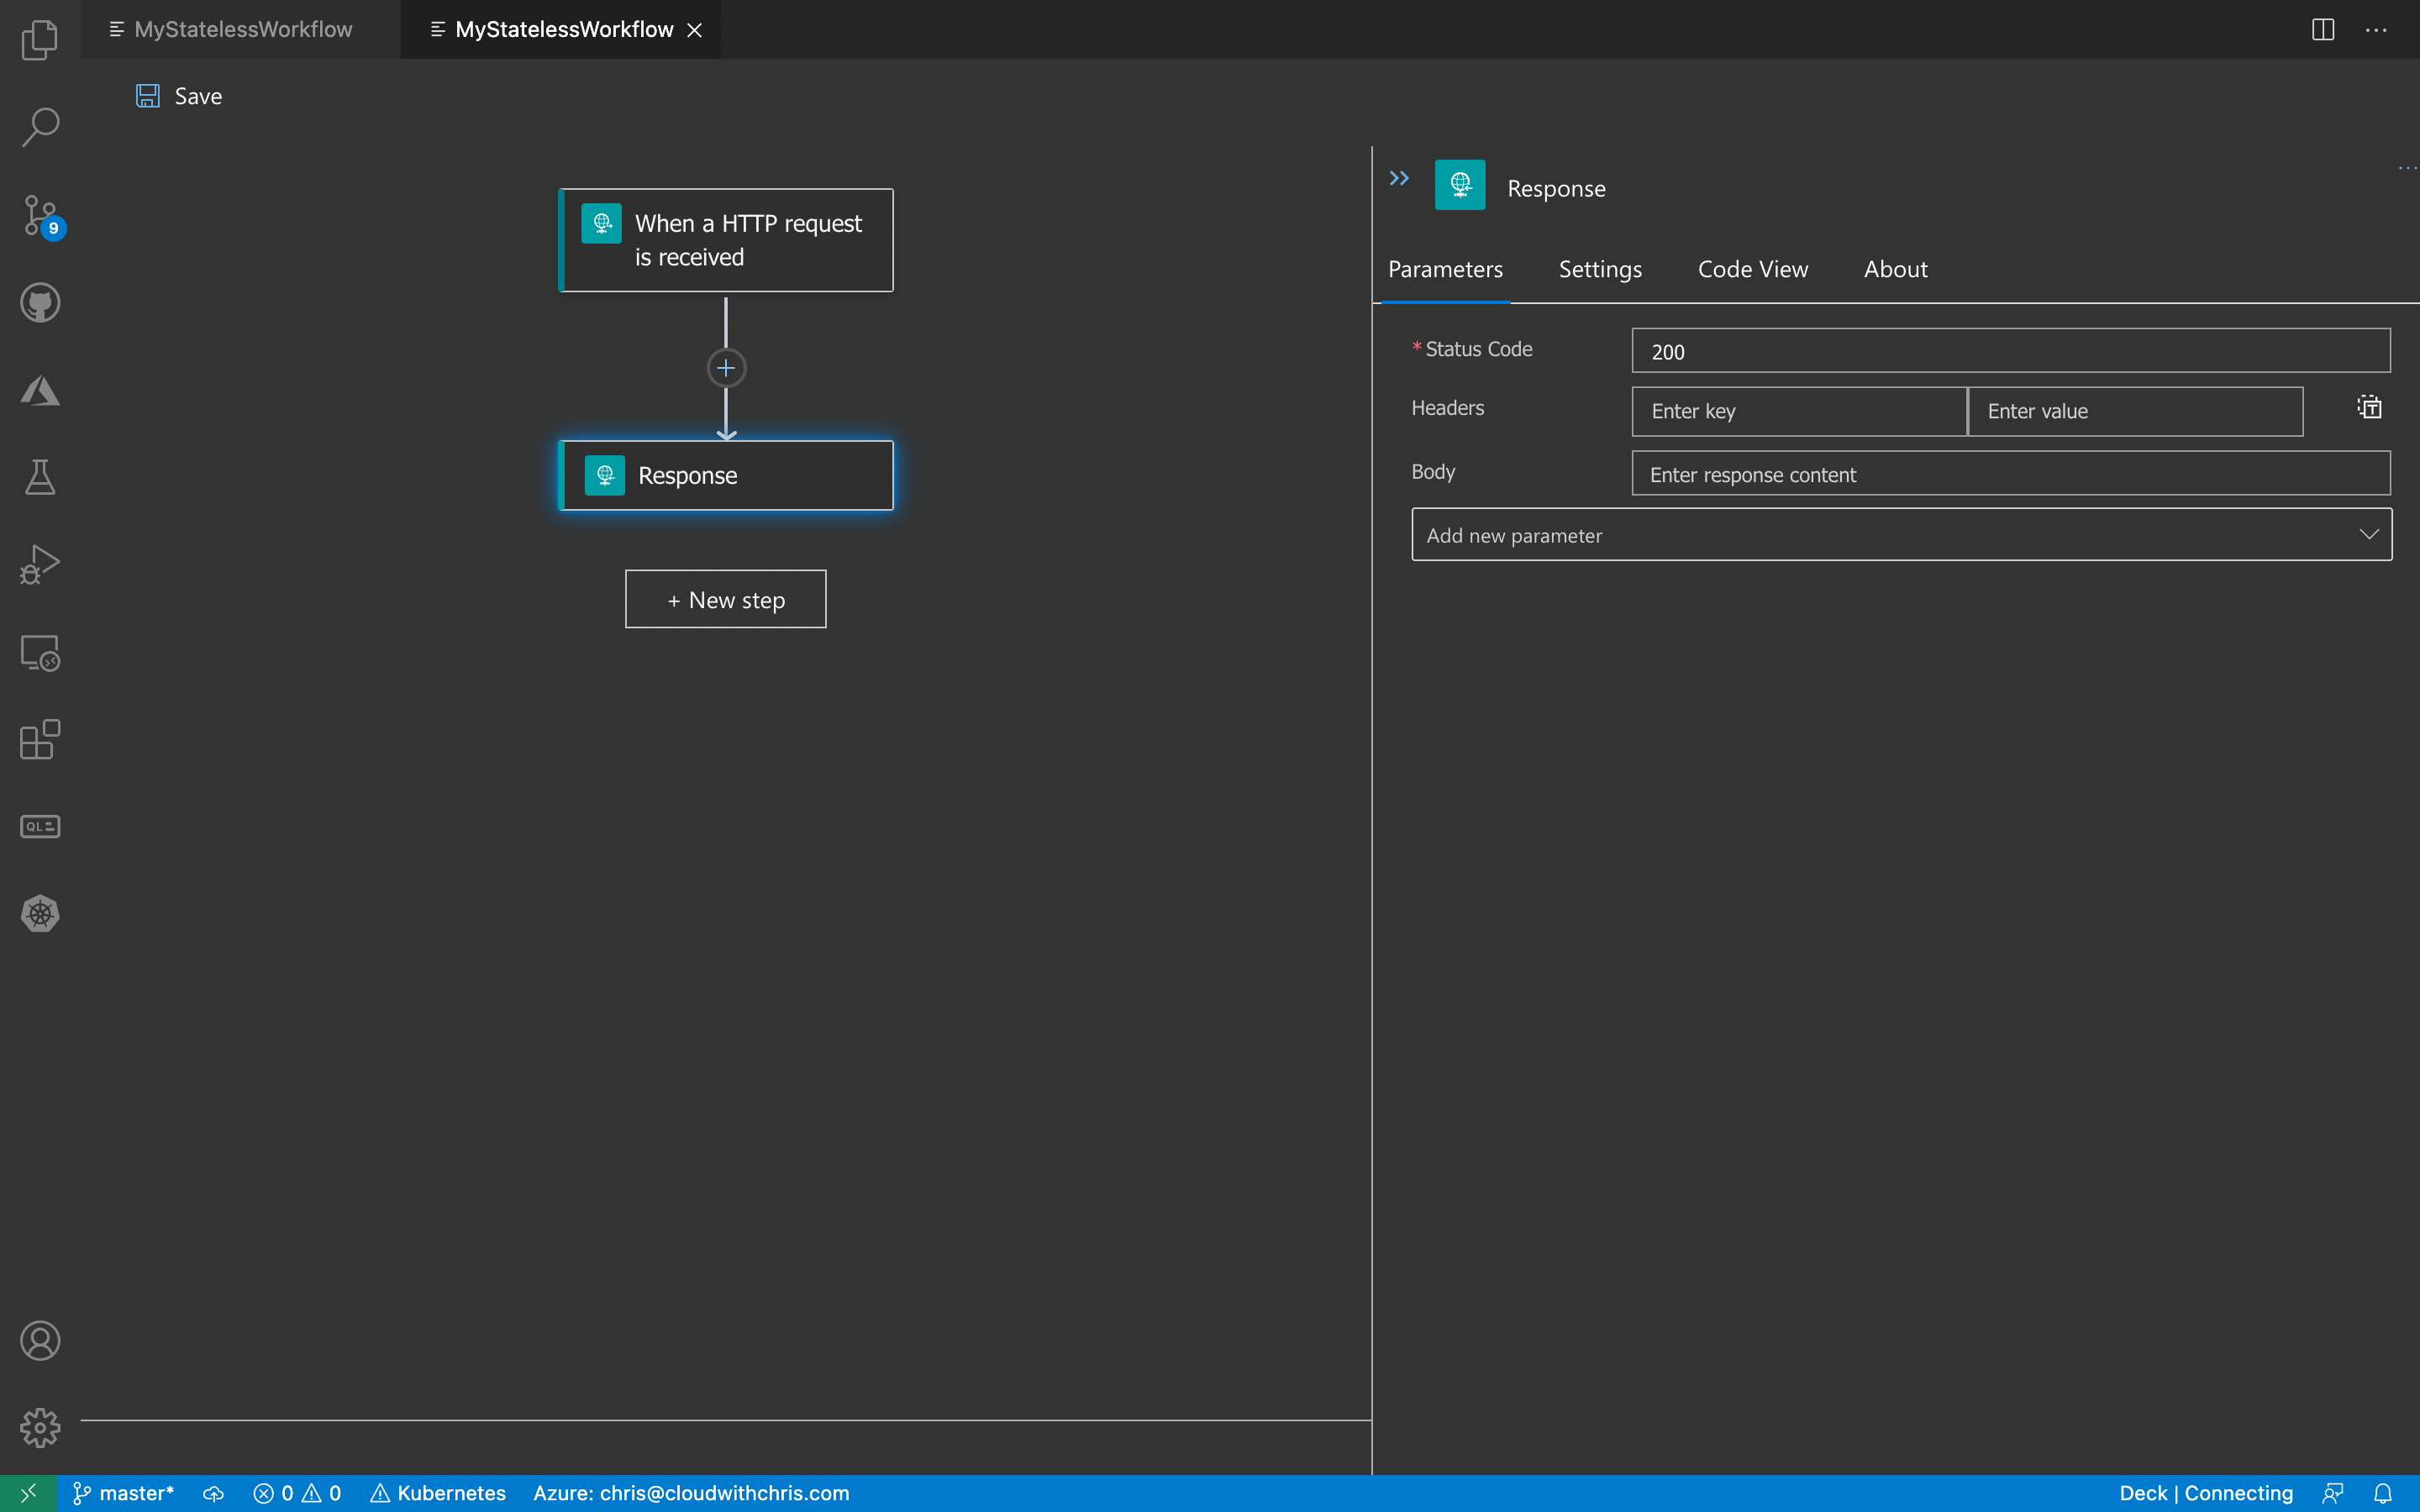 MyStatelessWorkflow
MyStatelessWorkflow
Save
When a HTTP request
is received
Response
+ New step
Response
Parameters
Settings
Code View
About
* Status Code
200
Headers
Enter key
Enter value
Body
Enter response content
Add new parameter
9
QL
master*
0
0
Kubernetes
Azure: chris@cloudwithchris.com
Deck | Connecting